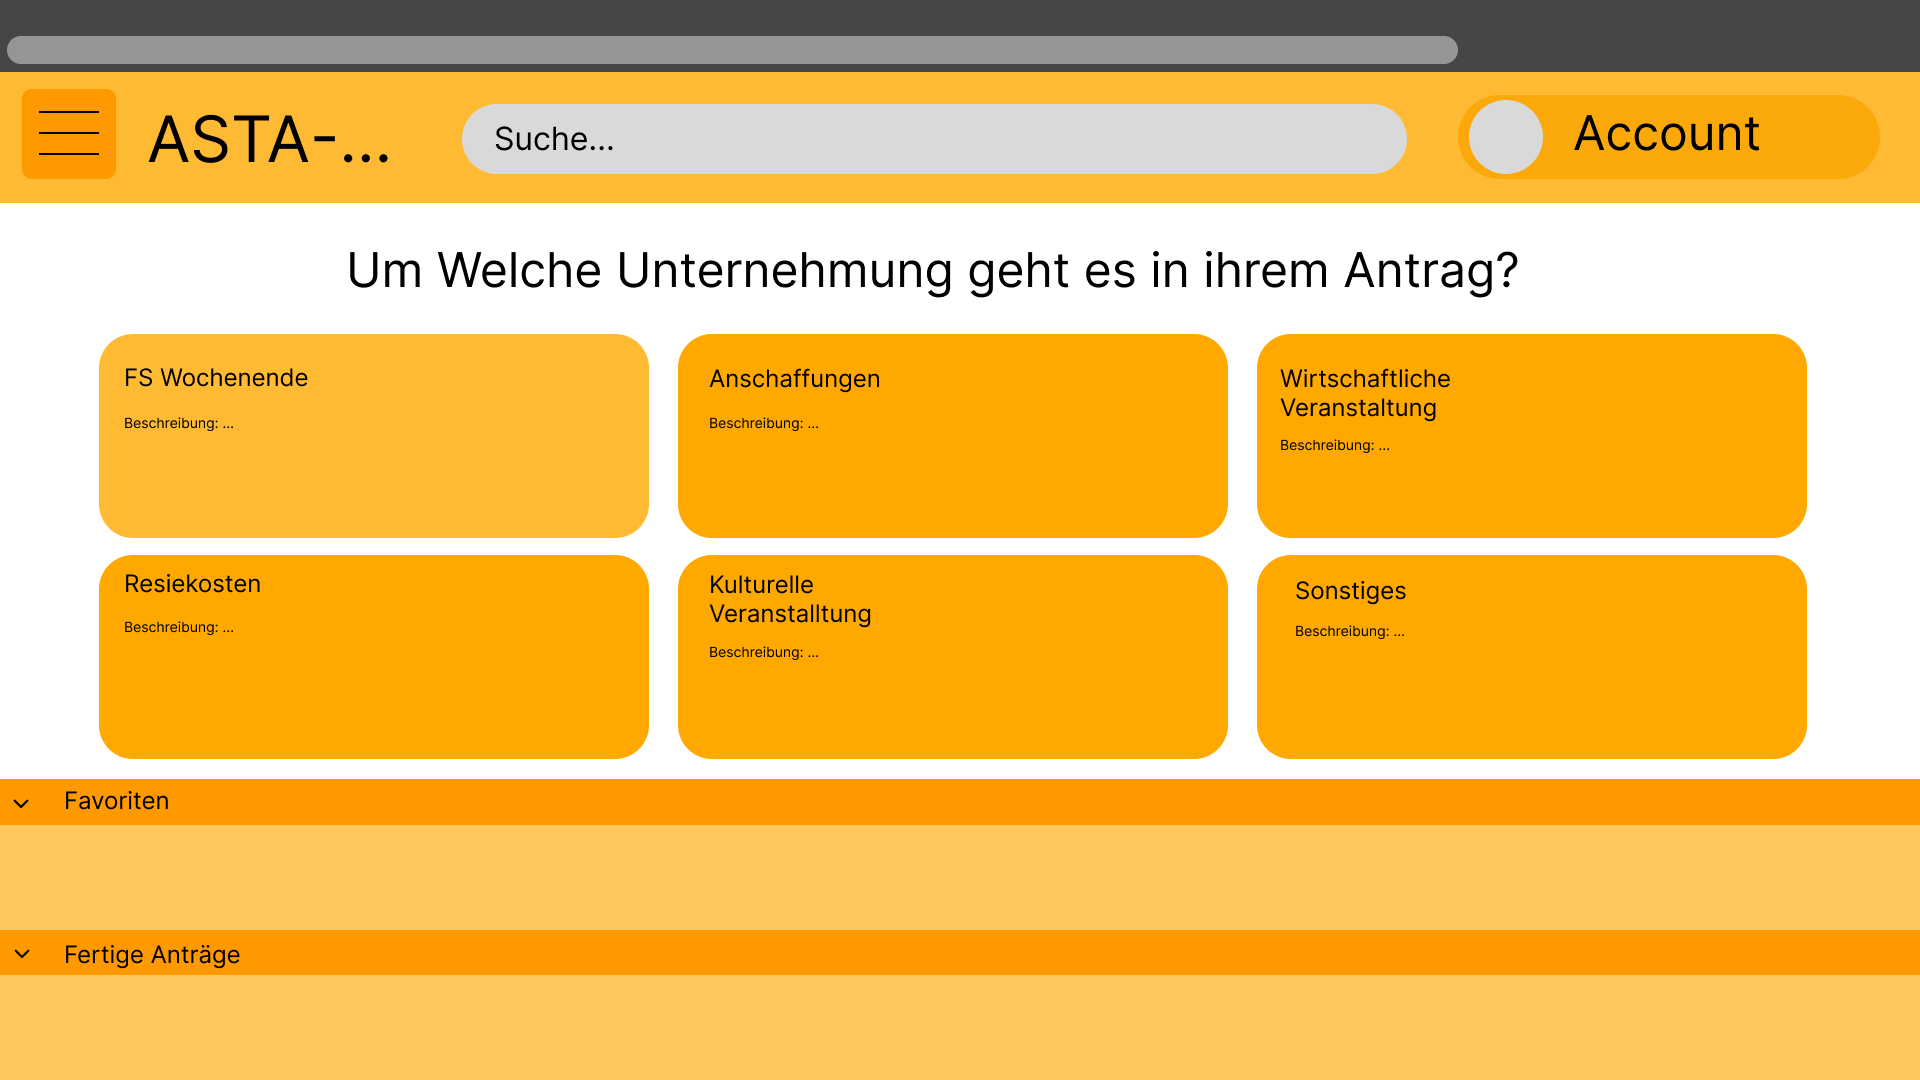 ASTA-...
Suche...
Account
Um Welche Unternehmung geht es in ihrem Antrag?
FS Wochenende
Beschreibung: ...
Anschaffungen
Beschreibung: ...
Wirtschaftliche
Veranstaltung
Beschreibung: ...
Resiekosten
Beschreibung: ...
Kulturelle
Veranstalltung
Beschreibung: ...
Sonstiges
Beschreibung: ...
Favoriten
Fertige Anträge